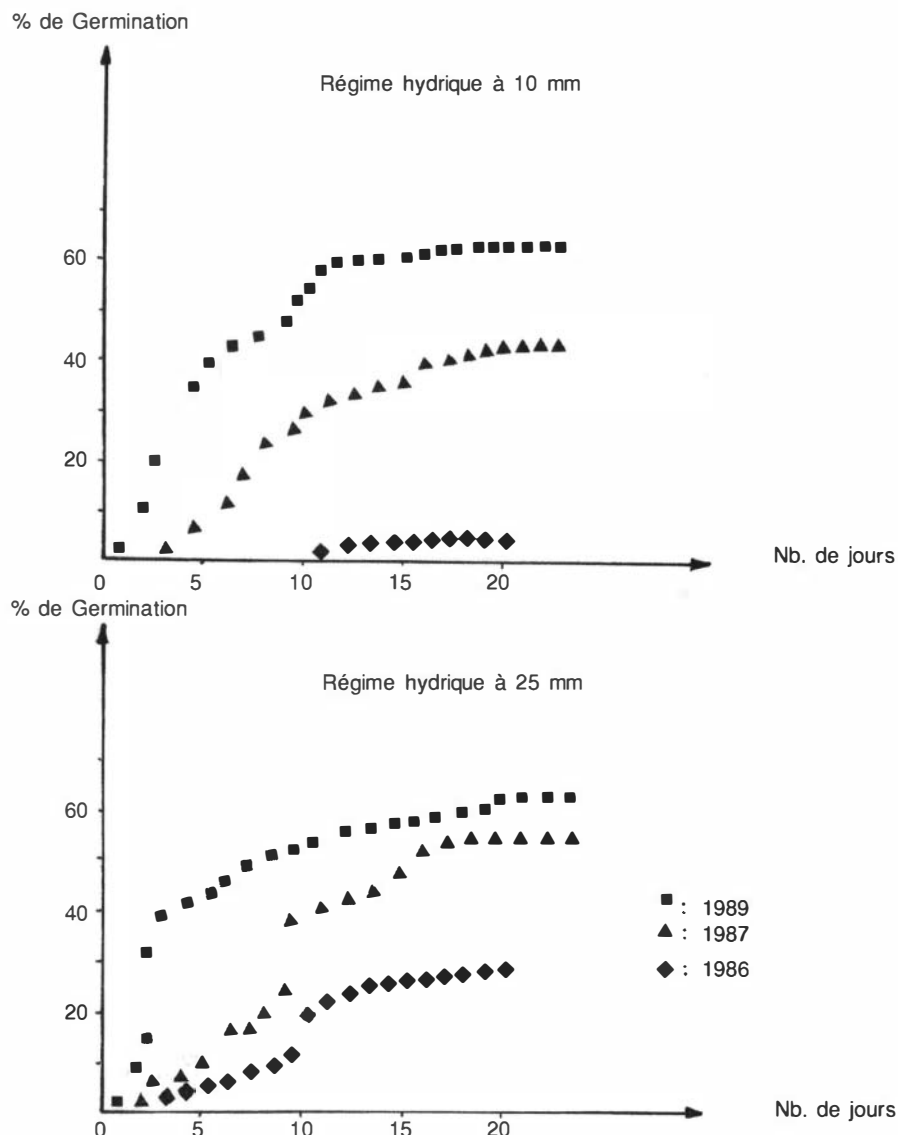 % de Germination
Régime hydrique à 10 mm
60
40
20
0 5 10 15 20
Nb. de jours
% de Germination
Régime hydrique à 25 mm
60
40
20
■ : 1989
▲ : 1987
◆ : 1986
0 5 10 15 20
Nb. de jours